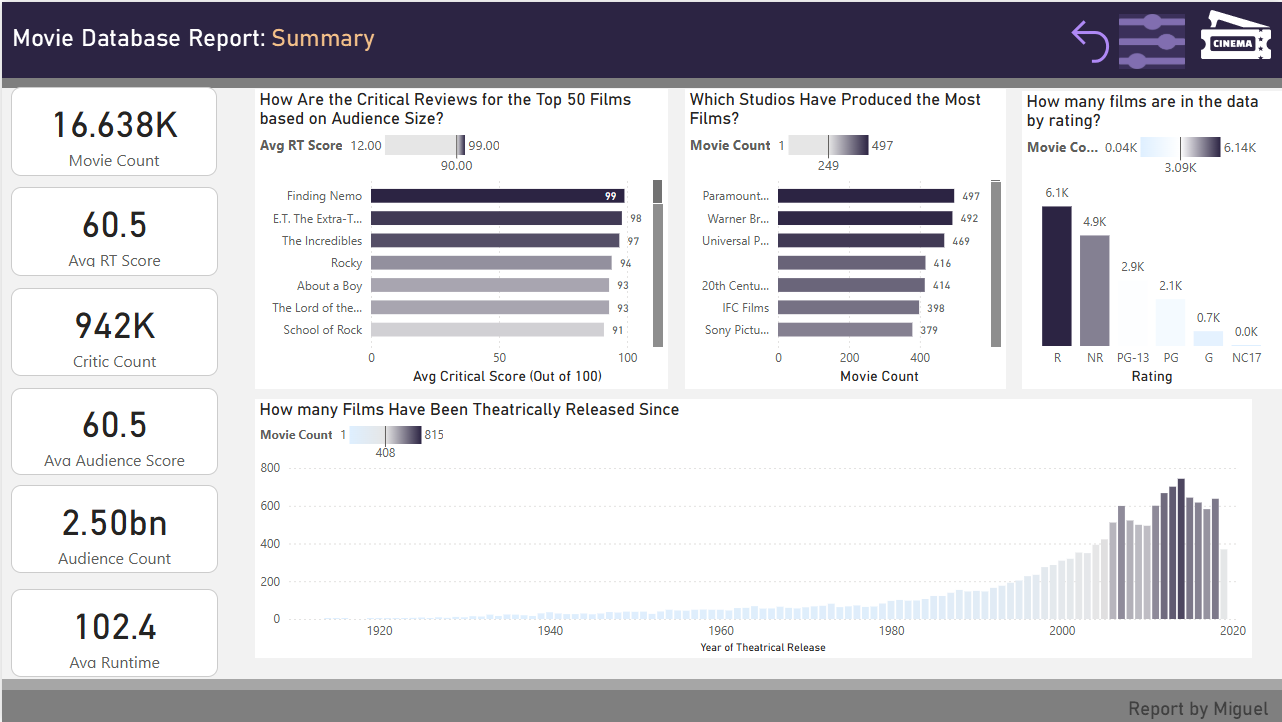 Movie Database Report: Summary
CINEMA
16.638K
Movie Count
60.5
Avg RT Score
942K
Critic Count
60.5
Avg Audience Score
2.50bn
Audience Count
102.4
Avg Runtime
How Are the Critical Reviews for the Top 50 Films
based on Audience Size?
Avg RT Score 12.00 99.00
90.00
Finding Nemo 99
E.T. The Extra-T... 98
The Incredibles 97
Rocky 94
About a Boy 93
The Lord of the... 93
School of Rock 91
0 50 100
Avg Critical Score (Out of 100)
Which Studios Have Produced the Most
Films?
Movie Count 1 497
249
Paramount... 497
Warner Br... 492
Universal P... 469
416
20th Centu... 414
IFC Films 398
Sony Pictu... 379
0 200 400
Movie Count
How many films are in the data
by rating?
Movie Co... 0.04K 6.14K
3.09K
6.1K 4.9K 2.9K 2.1K 0.7K 0.0K
R NR PG-13 PG G NC17
Rating
How many Films Have Been Theatrically Released Since
Movie Count 1 815
408
800
600
400
200
0
1920 1940 1960 1980 2000 2020
Year of Theatrical Release
Report by Miguel